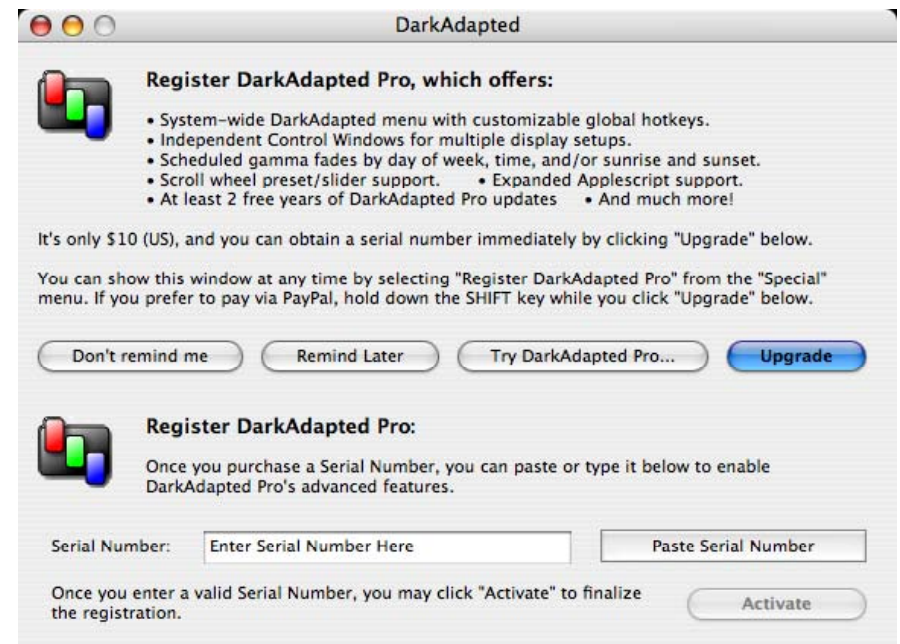 DarkAdapted
Register DarkAdapted Pro, which offers:
• System-wide DarkAdapted menu with customizable global hotkeys.
• Independent Control Windows for multiple display setups.
• Scheduled gamma fades by day of week, time, and/or sunrise and sunset.
• Scroll wheel preset/slider support. • Expanded Applescript support.
• At least 2 free years of DarkAdapted Pro updates • And much more!
It's only $10 (US), and you can obtain a serial number immediately by clicking "Upgrade" below.
You can show this window at any time by selecting "Register DarkAdapted Pro" from the "Special"
menu. If you prefer to pay via PayPal, hold down the SHIFT key while you click "Upgrade" below.
Don't remind me Remind Later Try DarkAdapted Pro... Upgrade
Register DarkAdapted Pro:
Once you purchase a Serial Number, you can paste or type it below to enable
DarkAdapted Pro's advanced features.
Serial Number: Enter Serial Number Here Paste Serial Number
Once you enter a valid Serial Number, you may click "Activate" to finalize
the registration.
Activate